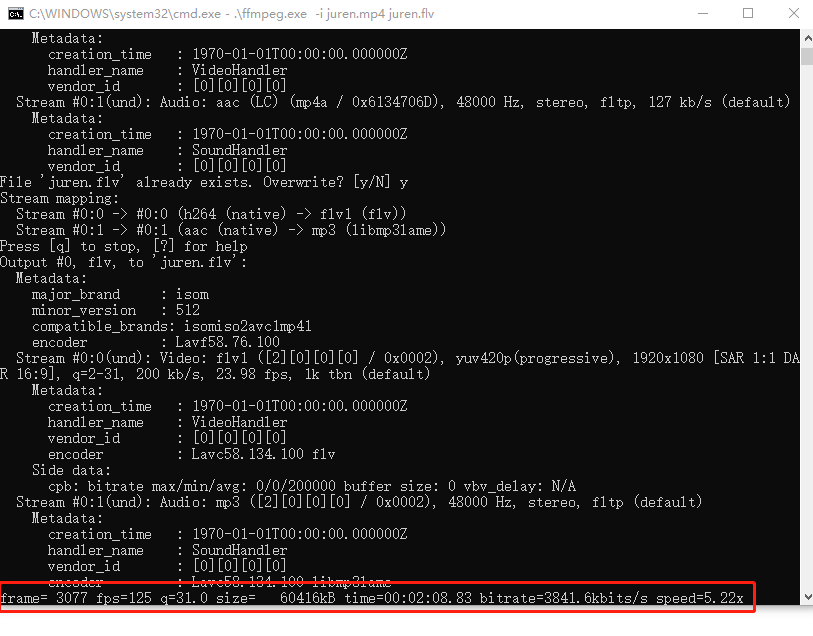 C:\WINDOWS\system32\cmd.exe - .\ffmpeg.exe  -i juren.mp4 juren.flv
    Metadata:
      creation_time   : 1970-01-01T00:00:00.000000Z
      handler_name    : VideoHandler
      vendor_id       : [0][0][0][0]
  Stream #0:1(und): Audio: aac (LC) (mp4a / 0x6134706D), 48000 Hz, stereo, fltp, 127 kb/s (default)
    Metadata:
      creation_time   : 1970-01-01T00:00:00.000000Z
      handler_name    : SoundHandler
      vendor_id       : [0][0][0][0]
File 'juren.flv' already exists. Overwrite? [y/N] y
Stream mapping:
  Stream #0:0 -> #0:0 (h264 (native) -> flv1 (flv))
  Stream #0:1 -> #0:1 (aac (native) -> mp3 (libmp3lame))
Press [q] to stop, [?] for help
Output #0, flv, to 'juren.flv':
  Metadata:
    major_brand     : isom
    minor_version   : 512
    compatible_brands: isomiso2avc1mp41
    encoder         : Lavf58.76.100
  Stream #0:0(und): Video: flv1 ([2][0][0][0] / 0x0002), yuv420p(progressive), 1920x1080 [SAR 1:1 DA
R 16:9], q=2-31, 200 kb/s, 23.98 fps, 1k tbn (default)
    Metadata:
      creation_time   : 1970-01-01T00:00:00.000000Z
      handler_name    : VideoHandler
      vendor_id       : [0][0][0][0]
      encoder         : Lavc58.134.100 flv
    Side data:
      cpb: bitrate max/min/avg: 0/0/200000 buffer size: 0 vbv_delay: N/A
  Stream #0:1(und): Audio: mp3 ([2][0][0][0] / 0x0002), 48000 Hz, stereo, fltp (default)
    Metadata:
      creation_time   : 1970-01-01T00:00:00.000000Z
      handler_name    : SoundHandler
      vendor_id       : [0][0][0][0]
      encoder         : Lavc58.134.100 libmp3lame
frame= 3077 fps=125 q=31.0 size=   60416kB time=00:02:08.83 bitrate=3841.6kbits/s speed=5.22x